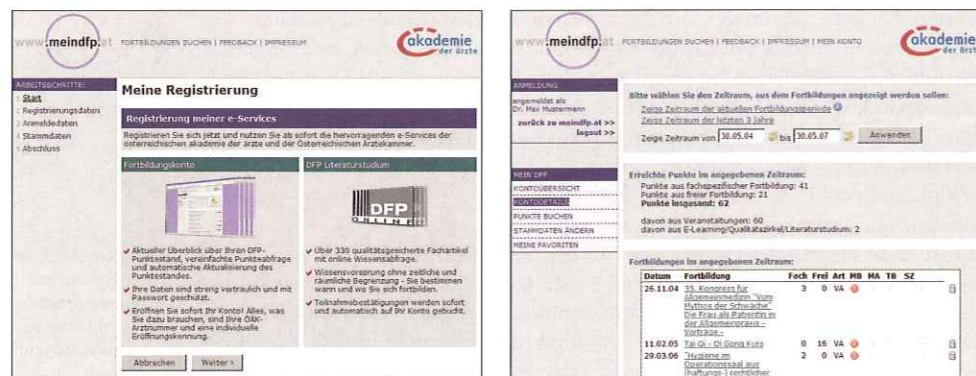 www.meindfp.at
FORTBILDUNGEN SUCHEN | FEEDBACK | IMPRESSUM
akademie
der ärzte
ARBEITSSCHRITTE:
Start
Registrierungsdaten
Anmeldedaten
Stammdaten
Abschluss
Meine Registrierung
Registrierung meiner e-Services
Registrieren Sie sich jetzt und nutzen Sie ab sofort die hervorragenden e-Services der
österreichischen akademie der ärzte und der Österreichischen Ärztekammer.
Fortbildungskonto
Aktueller Überblick über Ihren DFP-
Punktestand, vereinfachte Punkteabfrage
und automatische Aktualisierung des
Punktestandes.
Ihre Daten sind streng vertraulich und mit
Passwort geschützt.
Eröffnen Sie sofort Ihr Konto! Alles, was
Sie dazu brauchen, sind Ihre ÖÄK-
Arztnummer und eine individuelle
Eröffnungskennung.
DFP Literaturstudium
DFP
ONLINE
Über 330 qualitätsgesicherte Fachartikel
mit online Wissensabfrage.
Wissensvorsprung ohne zeitliche und
räumliche Begrenzung - Sie bestimmen
wann und wo Sie sich fortbilden.
Teilnahmebestätigungen werden sofort
und automatisch auf Ihr Konto gebucht.
Abbrechen Weiter >
www.meindfp.at
FORTBILDUNGEN SUCHEN | FEEDBACK | IMPRESSUM | MEIN KONTO
akademie
der ärzte
ANMELDUNG
angemeldet als
Dr. Max Mustermann
zurück zu meindfp.at >>
logout >>
MEIN DFP
KONTOÜBERSICHT
KONTODETAILS
PUNKTE BUCHEN
STAMMDATEN ÄNDERN
MEINE FAVORITEN
Bitte wählen Sie den Zeitraum, aus dem Fortbildungen angezeigt werden sollen:
Zeige Zeitraum der aktuellen Fortbildungsperiode
Zeige Zeitraum der letzten 3 Jahre
Zeige Zeitraum von 30.05.04 bis 30.05.07 Anwenden
Erreichte Punkte im angegebenen Zeitraum:
Punkte aus fachspezifischer Fortbildung: 41
Punkte aus freier Fortbildung: 21
Punkte insgesamt: 62
davon aus Veranstaltungen: 60
davon aus E-Learning/Qualitätszirkel/Literaturstudium: 2
Fortbildungen im angegebenen Zeitraum:
Datum Fortbildung Fach Frei Art MB MA TB SZ
26.11.04 35. Kongress für 3 0 VA
Allgemeinmedizin "Vom
Mythos der Schwäche"
Die Frau als Patientin in
der Allgemeinpraxis -
Vorträge -
11.02.05 Tai Qi - Qi Gong Kurs 0 16 VA
29.03.06 "Hygiene im 2 0 VA
Operationssaal aus
(haftungs-) rechtlicher